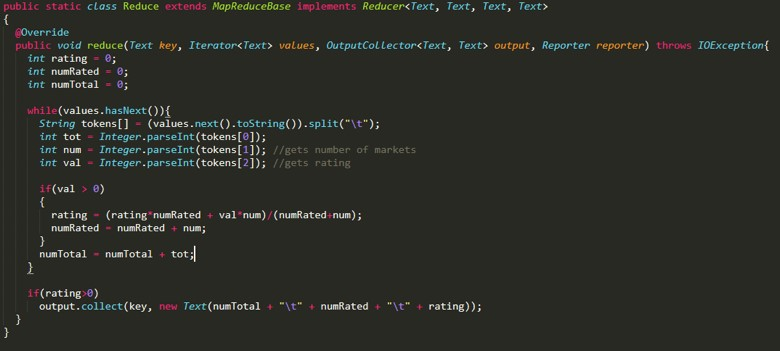 public static class Reduce extends MapReduceBase implements Reducer<Text, Text, Text, Text>
{
@Override
public void reduce(Text key, Iterator<Text> values, OutputCollector<Text, Text> output, Reporter reporter) throws IOException{
int rating = 0;
int numRated = 0;
int numTotal = 0;
while(values.hasNext()){
String tokens[] = (values.next().toString()).split("\t");
int tot = Integer.parseInt(tokens[0]);
int num = Integer.parseInt(tokens[1]); //gets number of markets
int val = Integer.parseInt(tokens[2]); //gets rating
if(val > 0)
{
rating = (rating*numRated + val*num)/(numRated+num);
numRated = numRated + num;
}
numTotal = numTotal + tot;
}
if(rating>0)
output.collect(key, new Text(numTotal + "\t" + numRated + "\t" + rating));
}
}